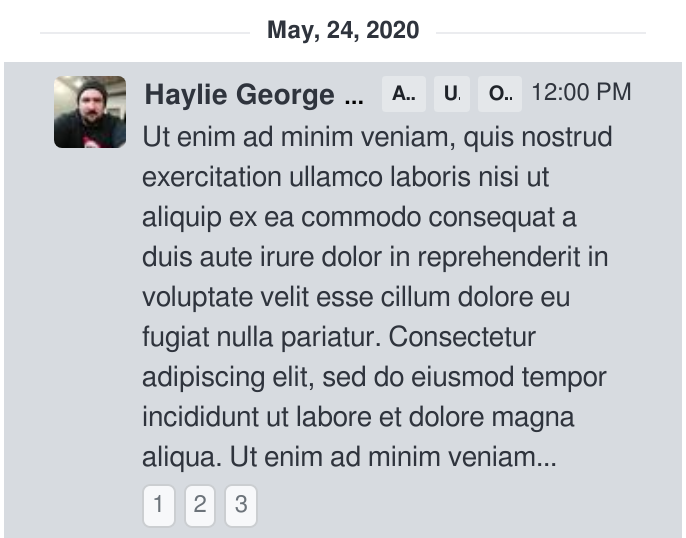 May, 24, 2020
Haylie George ... A.. U. O.. 12:00 PM
Ut enim ad minim veniam, quis nostrud
exercitation ullamco laboris nisi ut
aliquip ex ea commodo consequat a
duis aute irure dolor in reprehenderit in
voluptate velit esse cillum dolore eu
fugiat nulla pariatur. Consectetur
adipiscing elit, sed do eiusmod tempor
incididunt ut labore et dolore magna
aliqua. Ut enim ad minim veniam...
1 2 3